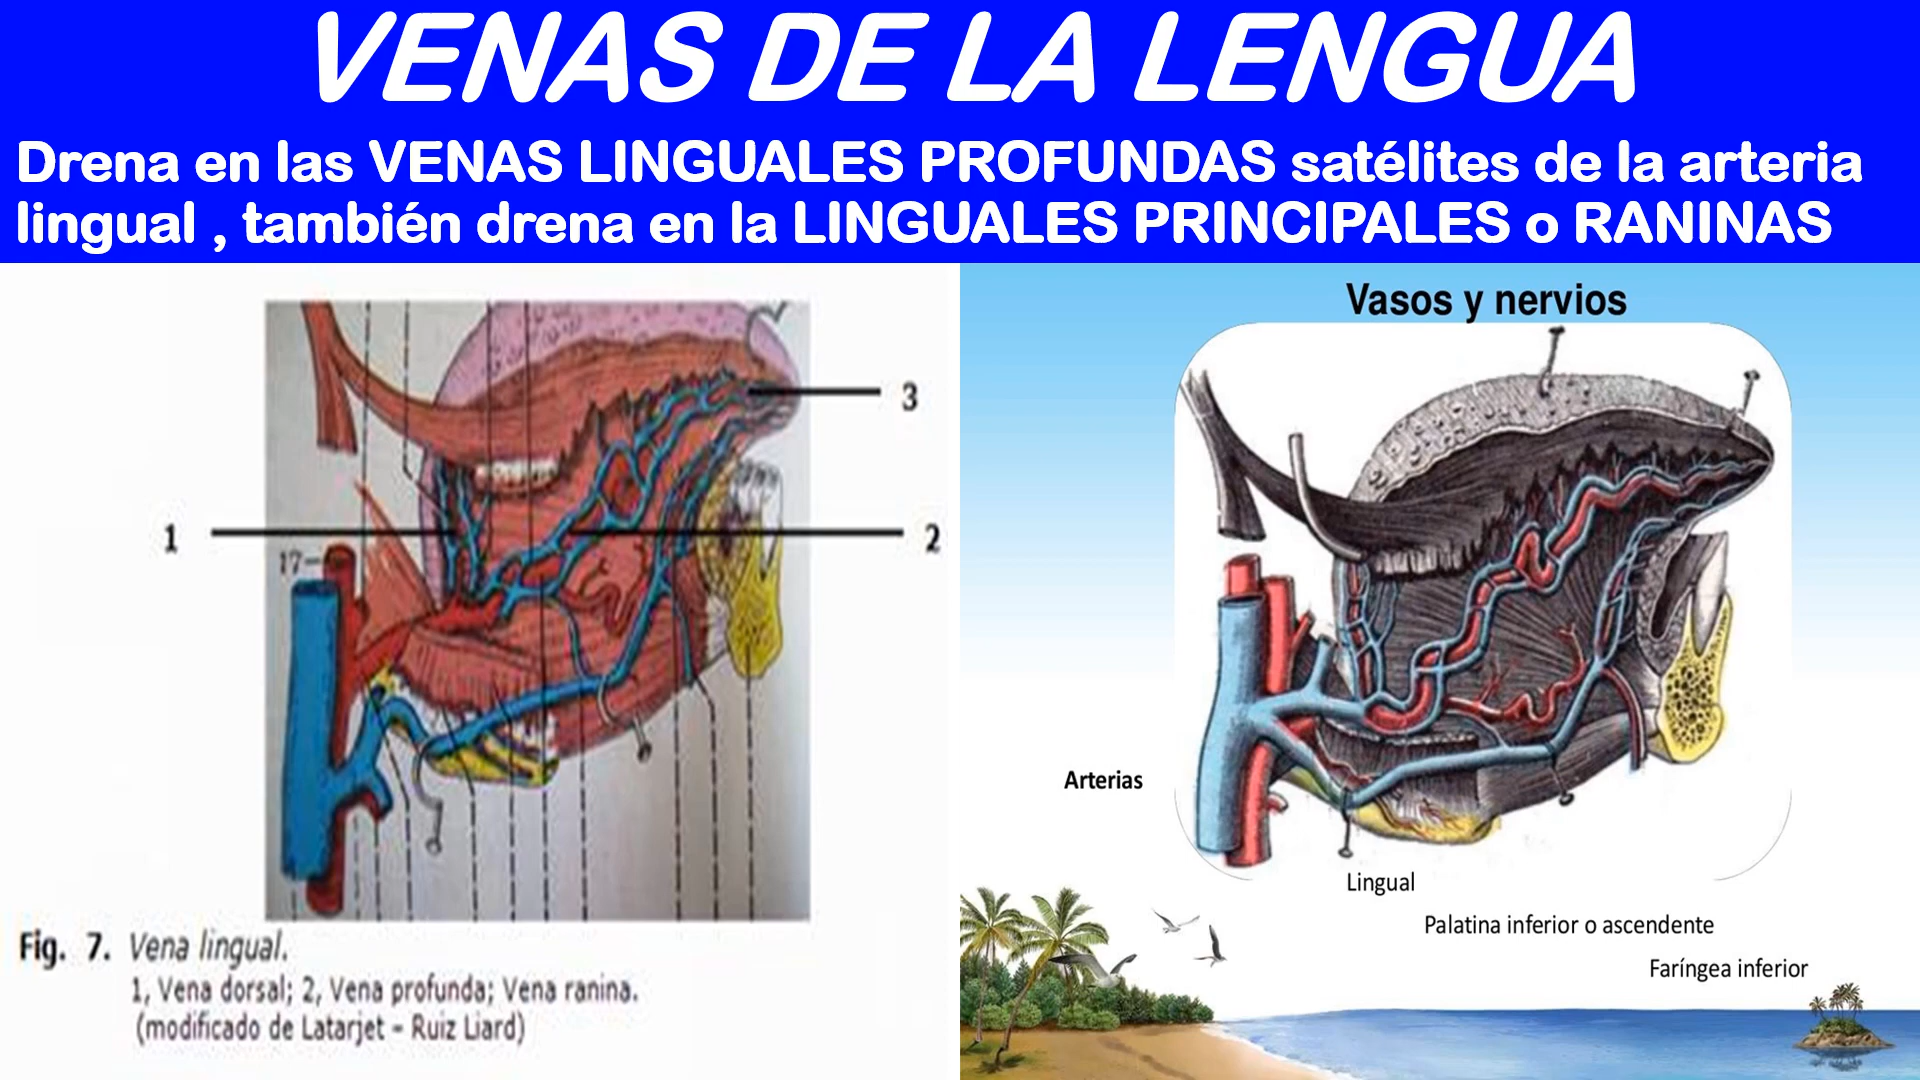 VENAS DE LA LENGUA
Drena en las VENAS LINGUALES PROFUNDAS satélites de la arteria
lingual , también drena en la LINGUALES PRINCIPALES o RANINAS
3
1
2
17
Fig. 7. Vena lingual.
1, Vena dorsal; 2, Vena profunda; Vena ranina.
(modificado de Latarjet - Ruiz Liard)
Vasos y nervios
Arterias
Lingual
Palatina inferior o ascendente
Faríngea inferior